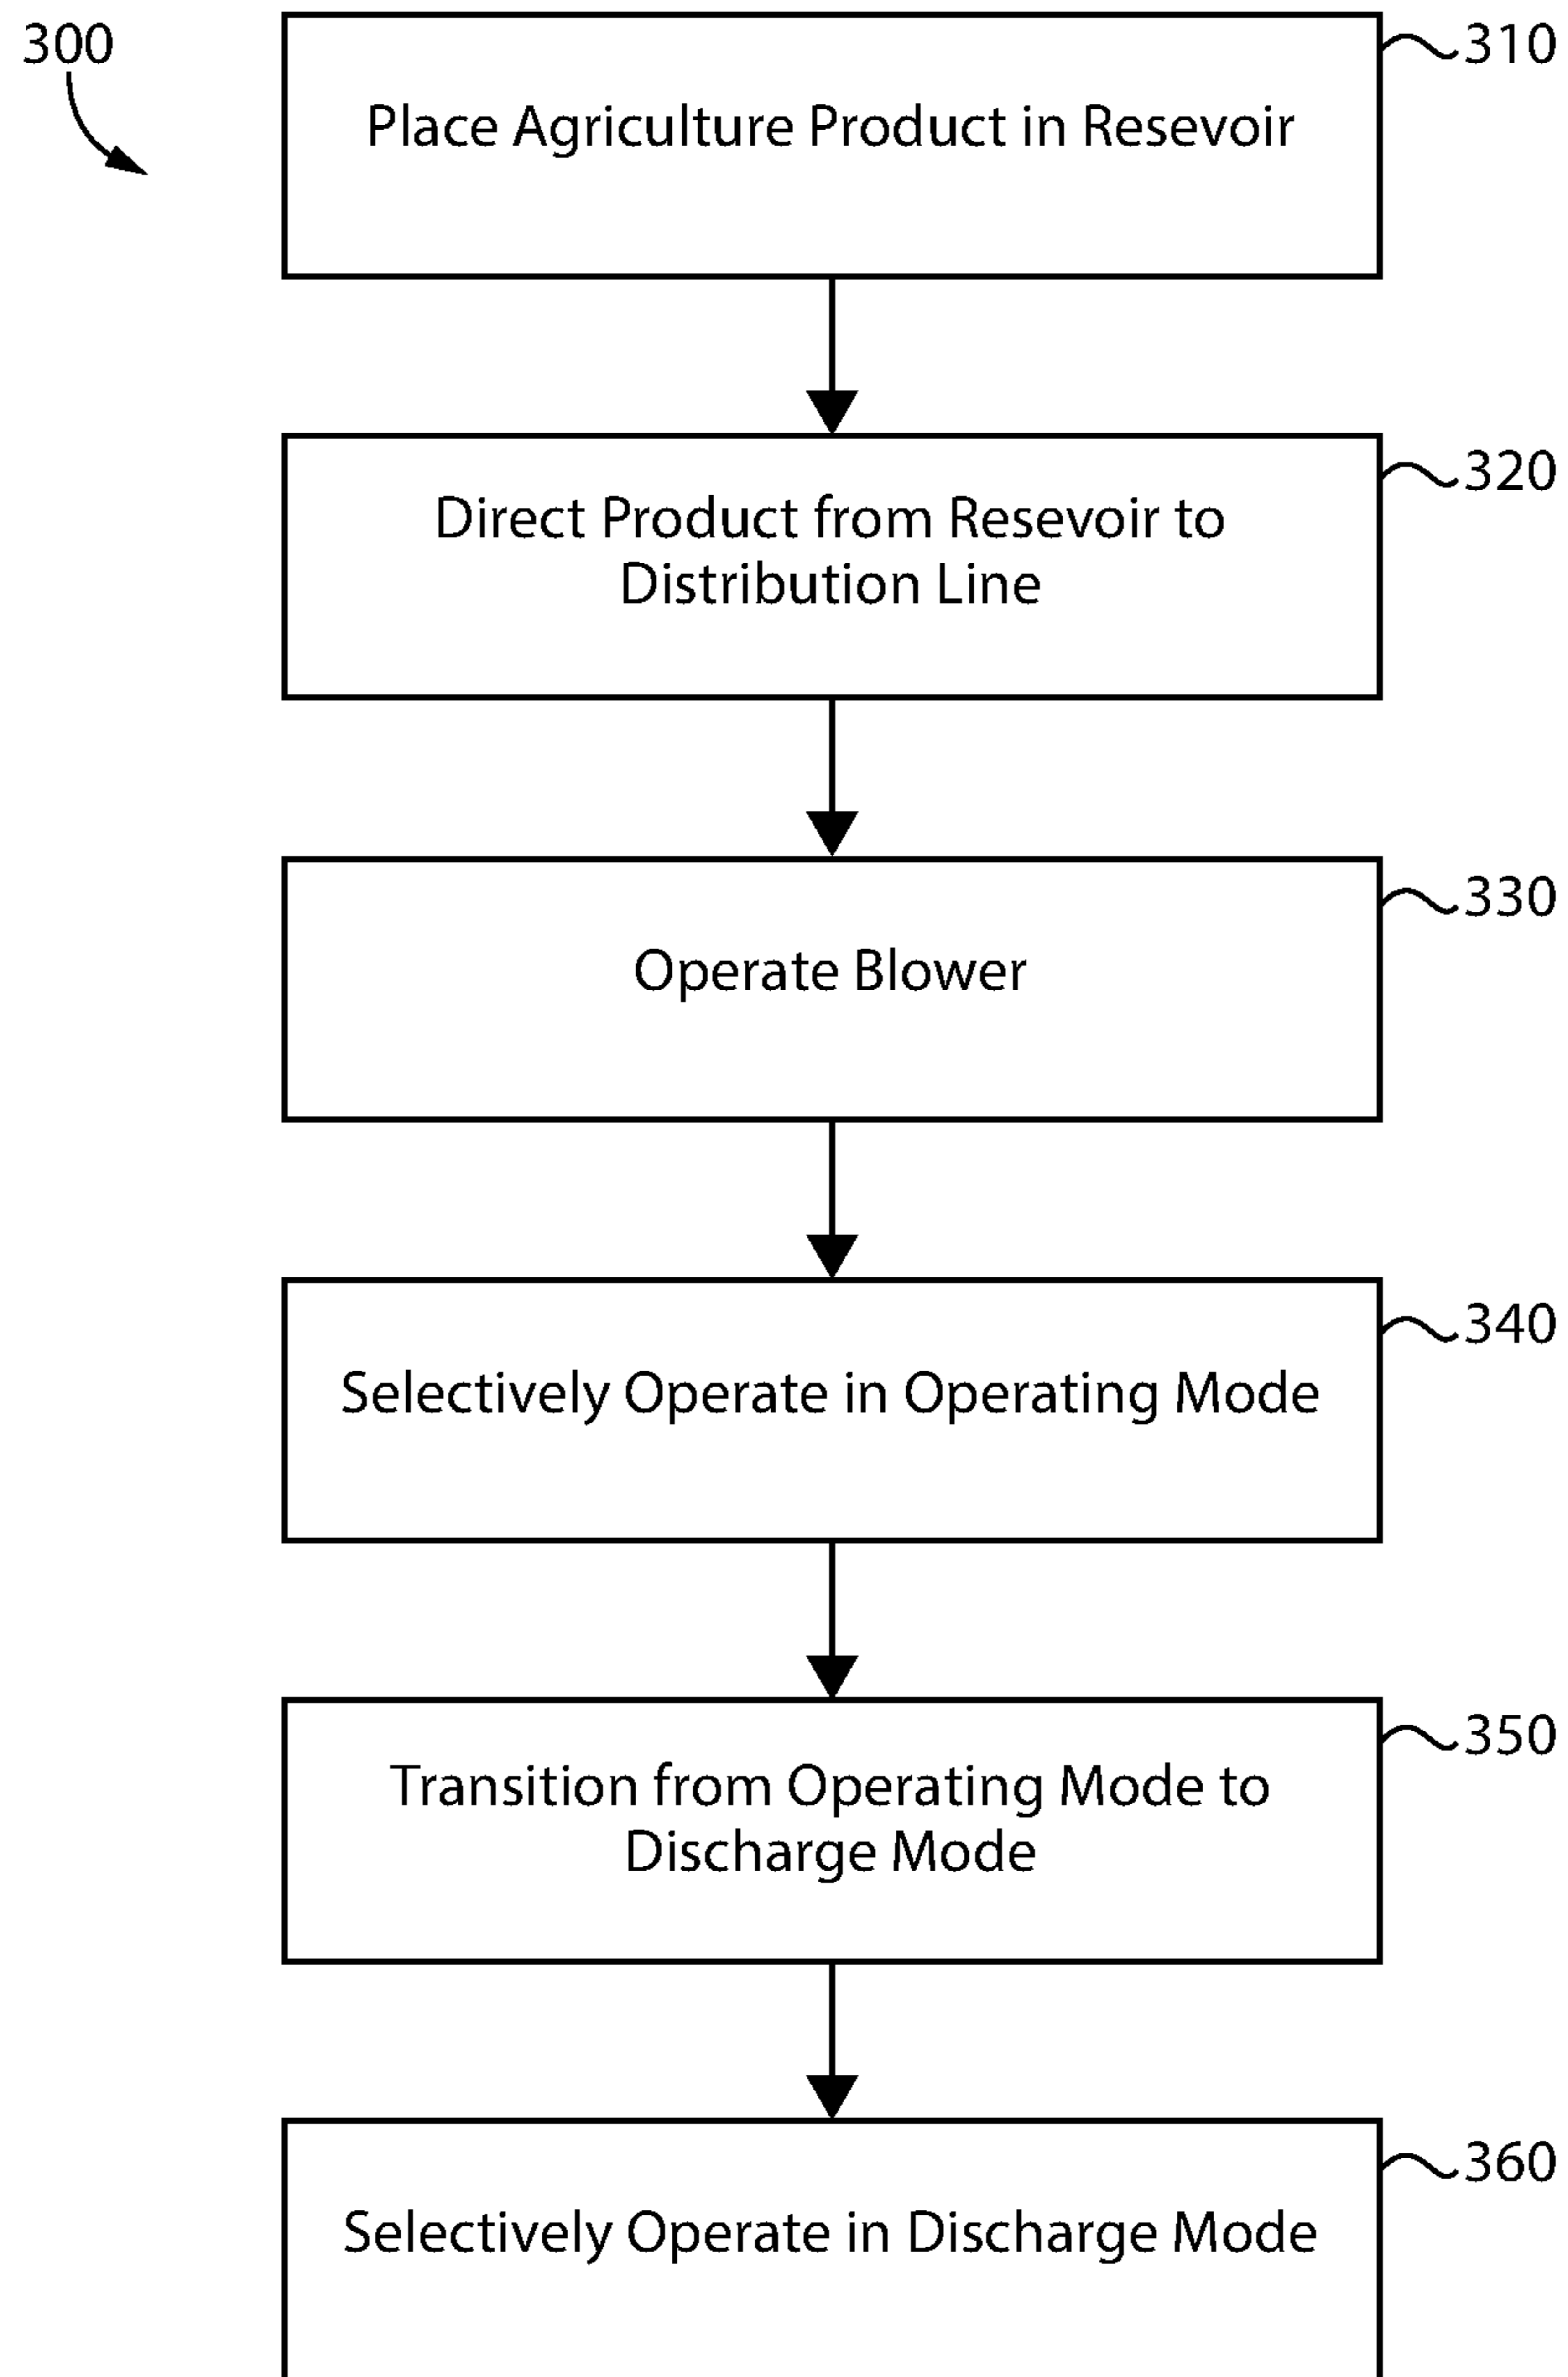 300
310
Place Agriculture Product in Resevoir
320
Direct Product from Resevoir to
Distribution Line
330
Operate Blower
340
Selectively Operate in Operating Mode
350
Transition from Operating Mode to
Discharge Mode
360
Selectively Operate in Discharge Mode